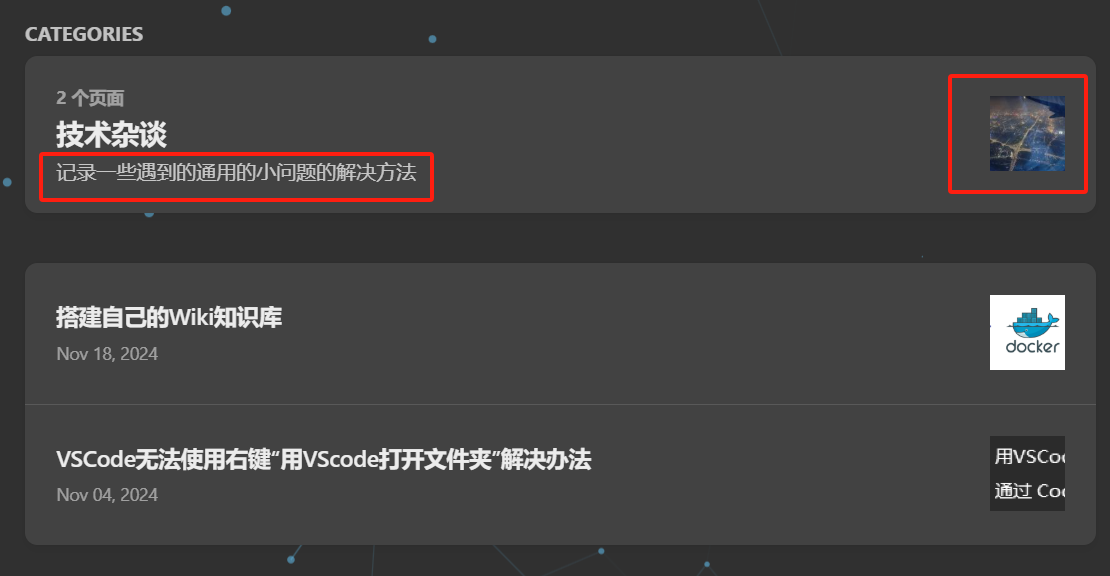 CATEGORIES
2 个页面
技术杂谈
记录一些遇到的通用的小问题的解决方法
搭建自己的Wiki知识库
Nov 18, 2024
docker
VSCode无法使用右键“用VScode打开文件夹”解决办法
Nov 04, 2024
用VSCo
通过 Co